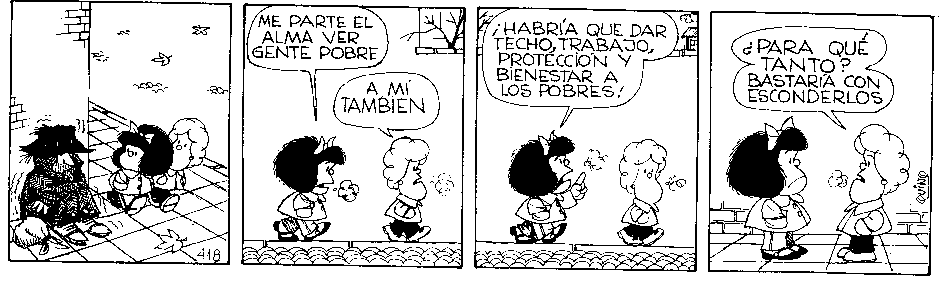 418
ME PARTE EL
ALMA VER
GENTE POBRE
A MÍ
TAMBIEN
¡HABRÍA QUE DAR
TECHO, TRABAJO,
PROTECCIÓN Y
BIENESTAR A
LOS POBRES!
¿PARA QUÉ
TANTO?
BASTARÍA CON
ESCONDERLOS
QUINO